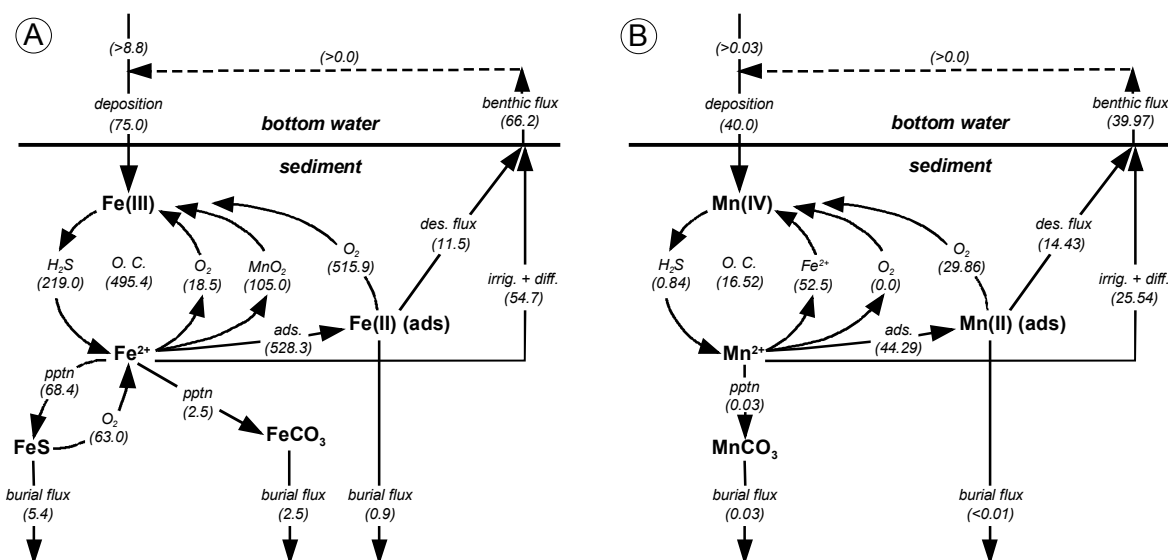 A
(>8.8)
(>0.0)
deposition
(75.0)
benthic flux
(66.2)
bottom water
sediment
Fe(III)
des. flux
(11.5)
H₂S
(219.0)
O. C.
(495.4)
O₂
(18.5)
MnO₂
(105.0)
O₂
(515.9)
irrig. + diff.
(54.7)
Fe(II) (ads)
ads.
(528.3)
Fe²⁺
pptn
(68.4)
pptn
(2.5)
O₂
(63.0)
FeS
FeCO₃
burial flux
(5.4)
burial flux
(2.5)
burial flux
(0.9)
B
(>0.03)
(>0.0)
deposition
(40.0)
benthic flux
(39.97)
bottom water
sediment
Mn(IV)
des. flux
(14.43)
H₂S
(0.84)
O. C.
(16.52)
Fe²⁺
(52.5)
O₂
(0.0)
O₂
(29.86)
irrig. + diff.
(25.54)
Mn(II) (ads)
ads.
(44.29)
Mn²⁺
pptn
(0.03)
MnCO₃
burial flux
(0.03)
burial flux
(<0.01)